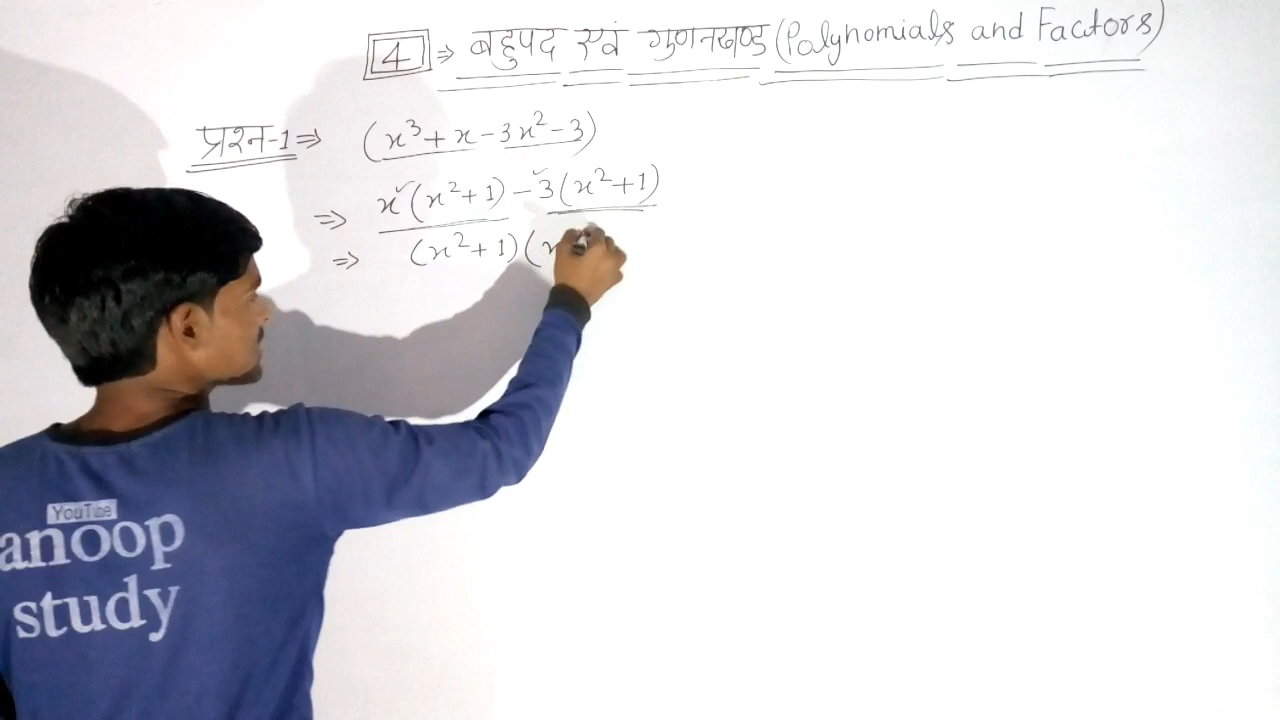 4 ⇒ बहुपद एवं गुणनखण्ड (Polynomials and Factors)
प्रश्न-1 ⇒ (x³ + x - 3x² - 3)
⇒ x(x² + 1) - 3(x² + 1)
⇒ (x² + 1)(x
YouTube
anoop
study